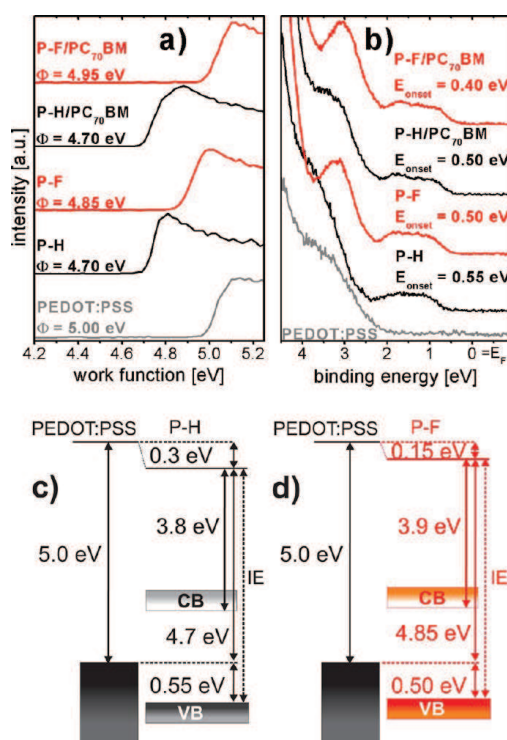 a)
P-F/PC70BM
Φ = 4.95 eV
P-H/PC70BM
Φ = 4.70 eV
P-F
Φ = 4.85 eV
P-H
Φ = 4.70 eV
PEDOT:PSS
Φ = 5.00 eV
intensity [a.u.]
4.2 4.4 4.6 4.8 5.0 5.2
work function [eV]
b)
P-F/PC70BM
Eonset = 0.40 eV
P-H/PC70BM
Eonset = 0.50 eV
P-F
Eonset = 0.50 eV
P-H
Eonset = 0.55 eV
PEDOT:PSS
4 3 2 1 0 =EF
binding energy [eV]
c)
PEDOT:PSS P-H
0.3 eV
3.8 eV
5.0 eV
IE
CB
4.7 eV
0.55 eV
VB
d)
PEDOT:PSS P-F
0.15 eV
3.9 eV
5.0 eV
IE
CB
4.85 eV
0.50 eV
VB